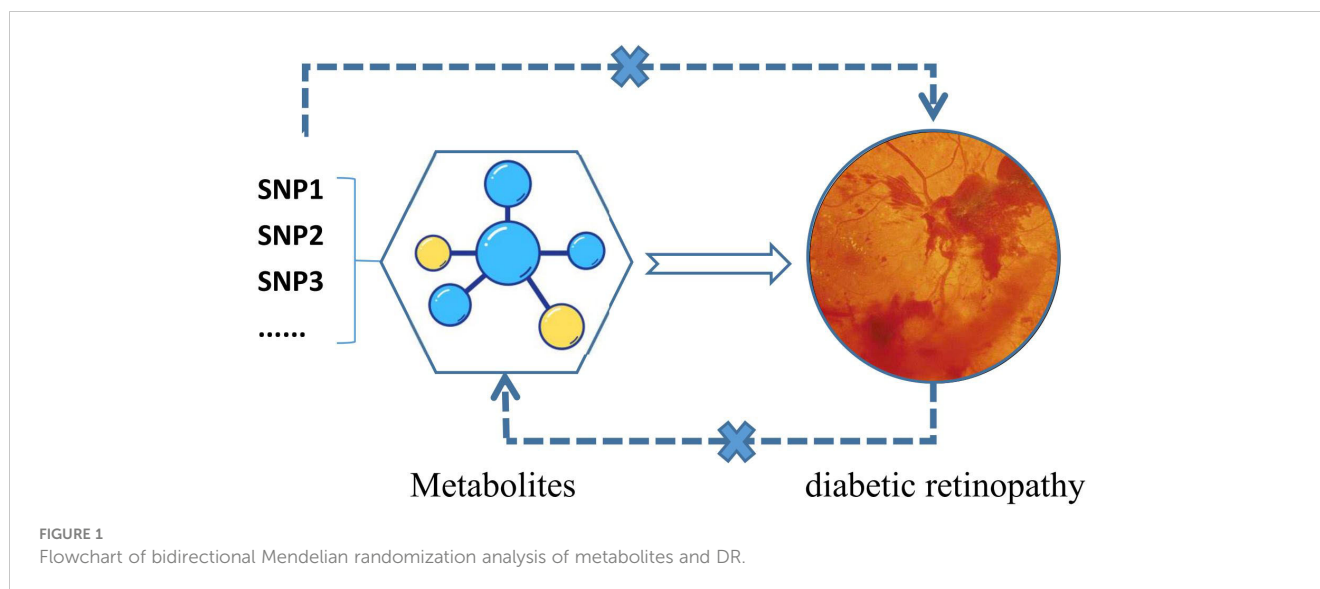 SNP1
SNP2
SNP3
......
Metabolites
diabetic retinopathy
FIGURE 1
Flowchart of bidirectional Mendelian randomization analysis of metabolites and DR.